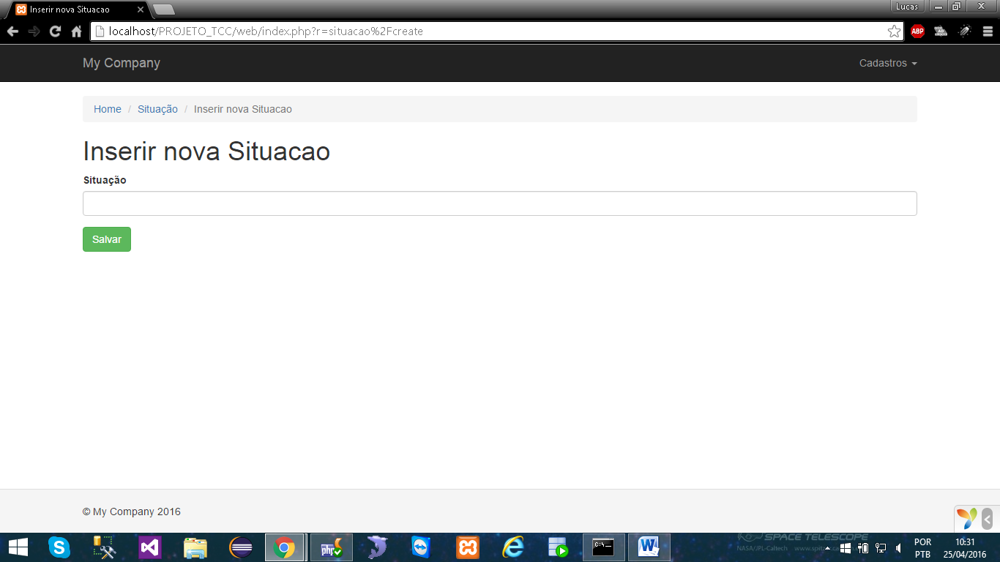 Inserir nova Situacao
Lucas
localhost/PROJETO_TCC/web/index.php?r=situacao%2Fcreate
ABP
My Company
Cadastros
Home / Situação / Inserir nova Situacao
Inserir nova Situacao
Situação
Salvar
© My Company 2016
SPACE TELESCOPE
NASA/JPL-Caltech
POR
PTB
10:31
25/04/2016